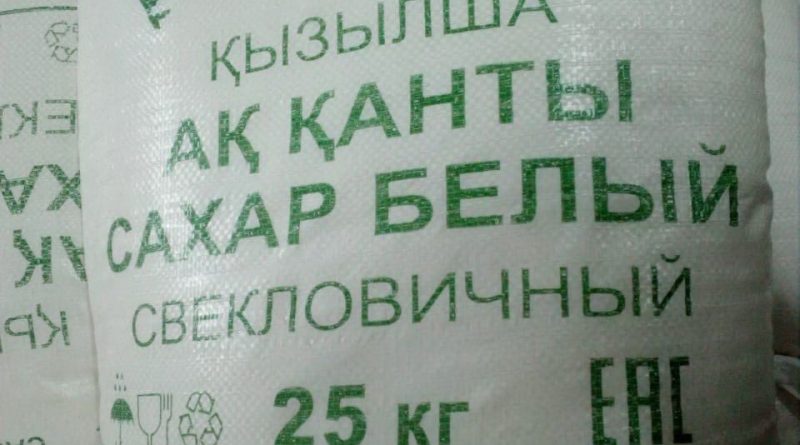 ҚЫЗЫЛША
АҚ ҚАНТЫ
САХАР БЕЛЫЙ
СВЕКЛОВИЧНЫЙ
25 кг
ЕАС